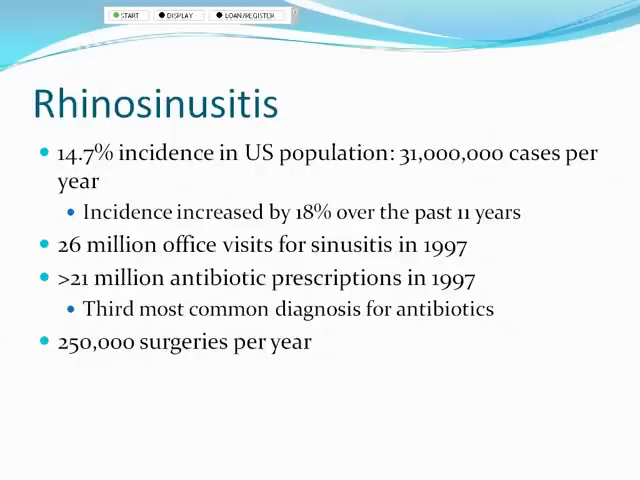 START DISPLAY LOAN/REGISTER
Rhinosinusitis
14.7% incidence in US population: 31,000,000 cases per
year
Incidence increased by 18% over the past 11 years
26 million office visits for sinusitis in 1997
>21 million antibiotic prescriptions in 1997
Third most common diagnosis for antibiotics
250,000 surgeries per year